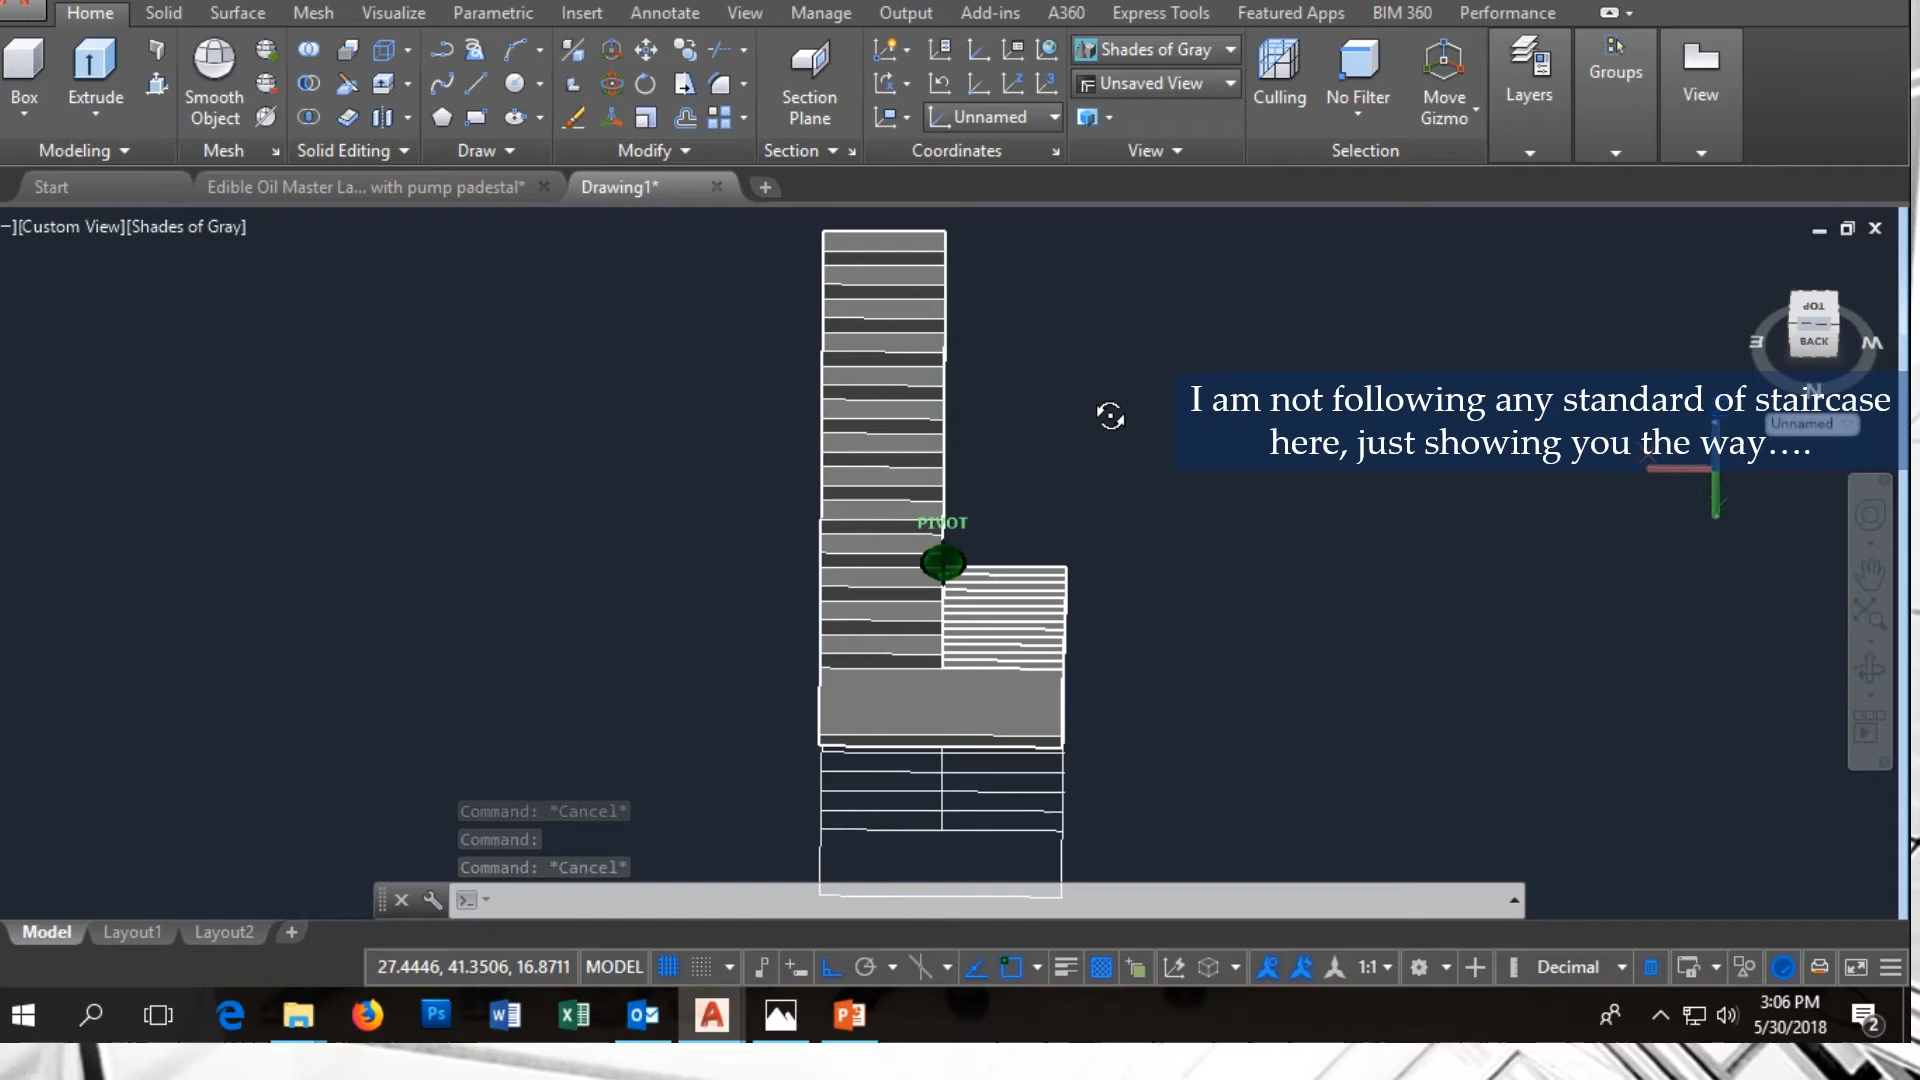 Home Solid Surface Mesh Visualize Parametric Insert Annotate View Manage Output Add-ins A360 Express Tools Featured Apps BIM 360 Performance
Box Extrude Smooth Object Section Plane Shades of Gray Unsaved View Unnamed Culling No Filter Move Gizmo Layers Groups View
Modeling Mesh Solid Editing Draw Modify Section Coordinates View Selection
Start Edible Oil Master La... with pump padestal* Drawing1*
−][Custom View][Shades of Gray]
TOP
BACK
E W
N
I am not following any standard of staircase
here, just showing you the way....
Unnamed
PIVOT
Command: *Cancel*
Command:
Command: *Cancel*
Model Layout1 Layout2
27.4446, 41.3506, 16.8711 MODEL 1:1 Decimal
Ps
3:06 PM
5/30/2018
2